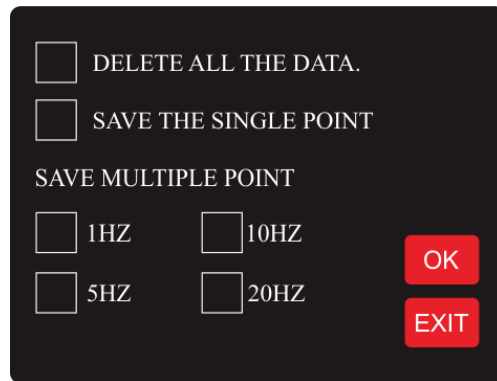 DELETE ALL THE DATA.
SAVE THE SINGLE POINT
SAVE MULTIPLE POINT
1HZ 10HZ
5HZ 20HZ
OK
EXIT